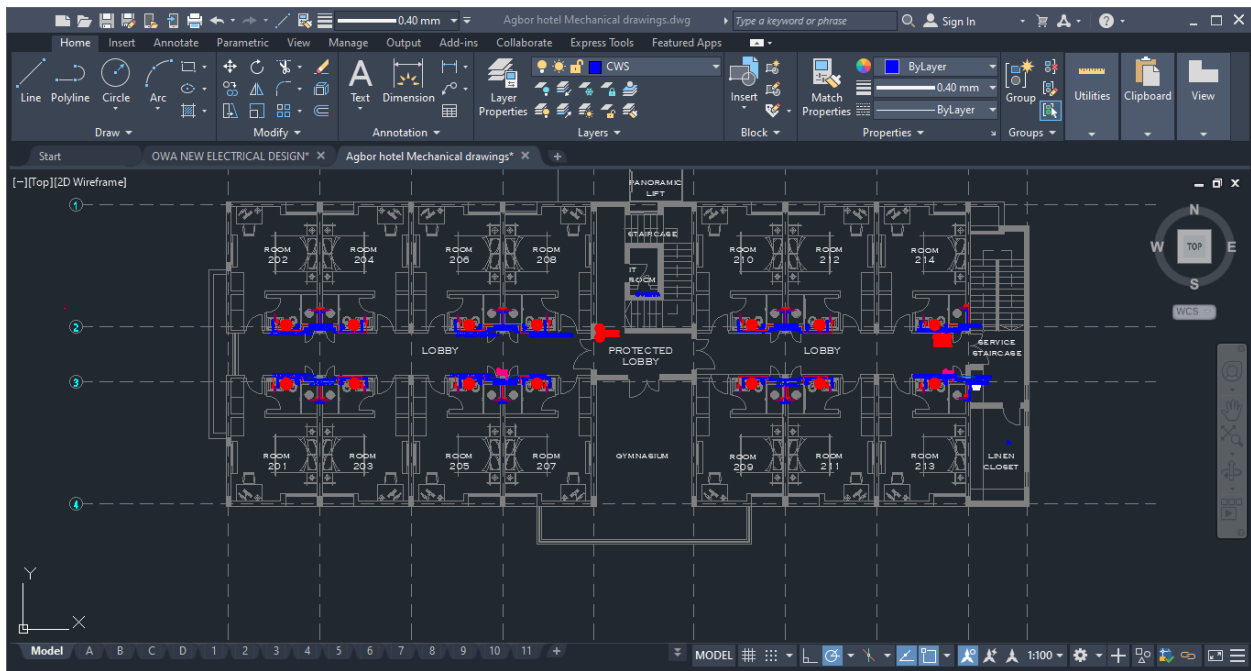 0.40 mm
Agbor hotel Mechanical drawings.dwg
Type a keyword or phrase
Sign In
Home Insert Annotate Parametric View Manage Output Add-ins Collaborate Express Tools Featured Apps
Line Polyline Circle Arc
Draw
Modify
Text Dimension
Annotation
Layer Properties
CWS
Layers
Insert
Block
Match Properties
ByLayer
0.40 mm
ByLayer
Properties
Group
Groups
Utilities
Clipboard
View
Start
OWA NEW ELECTRICAL DESIGN*
Agbor hotel Mechanical drawings*
[−][Top][2D Wireframe]
PANORAMIC
LIFT
1
STAIRCASE
ROOM 202
ROOM 204
ROOM 206
ROOM 208
IT ROOM
ROOM 210
ROOM 212
ROOM 214
N
W TOP E
S
WCS
2
LOBBY
PROTECTED LOBBY
LOBBY
SERVICE STAIRCASE
3
ROOM 201
ROOM 203
ROOM 205
ROOM 207
GYMNASIUM
ROOM 209
ROOM 211
ROOM 213
LINEN CLOSET
4
Y
X
Model A B C D 1 2 3 4 5 6 7 8 9 10 11
MODEL
1:100